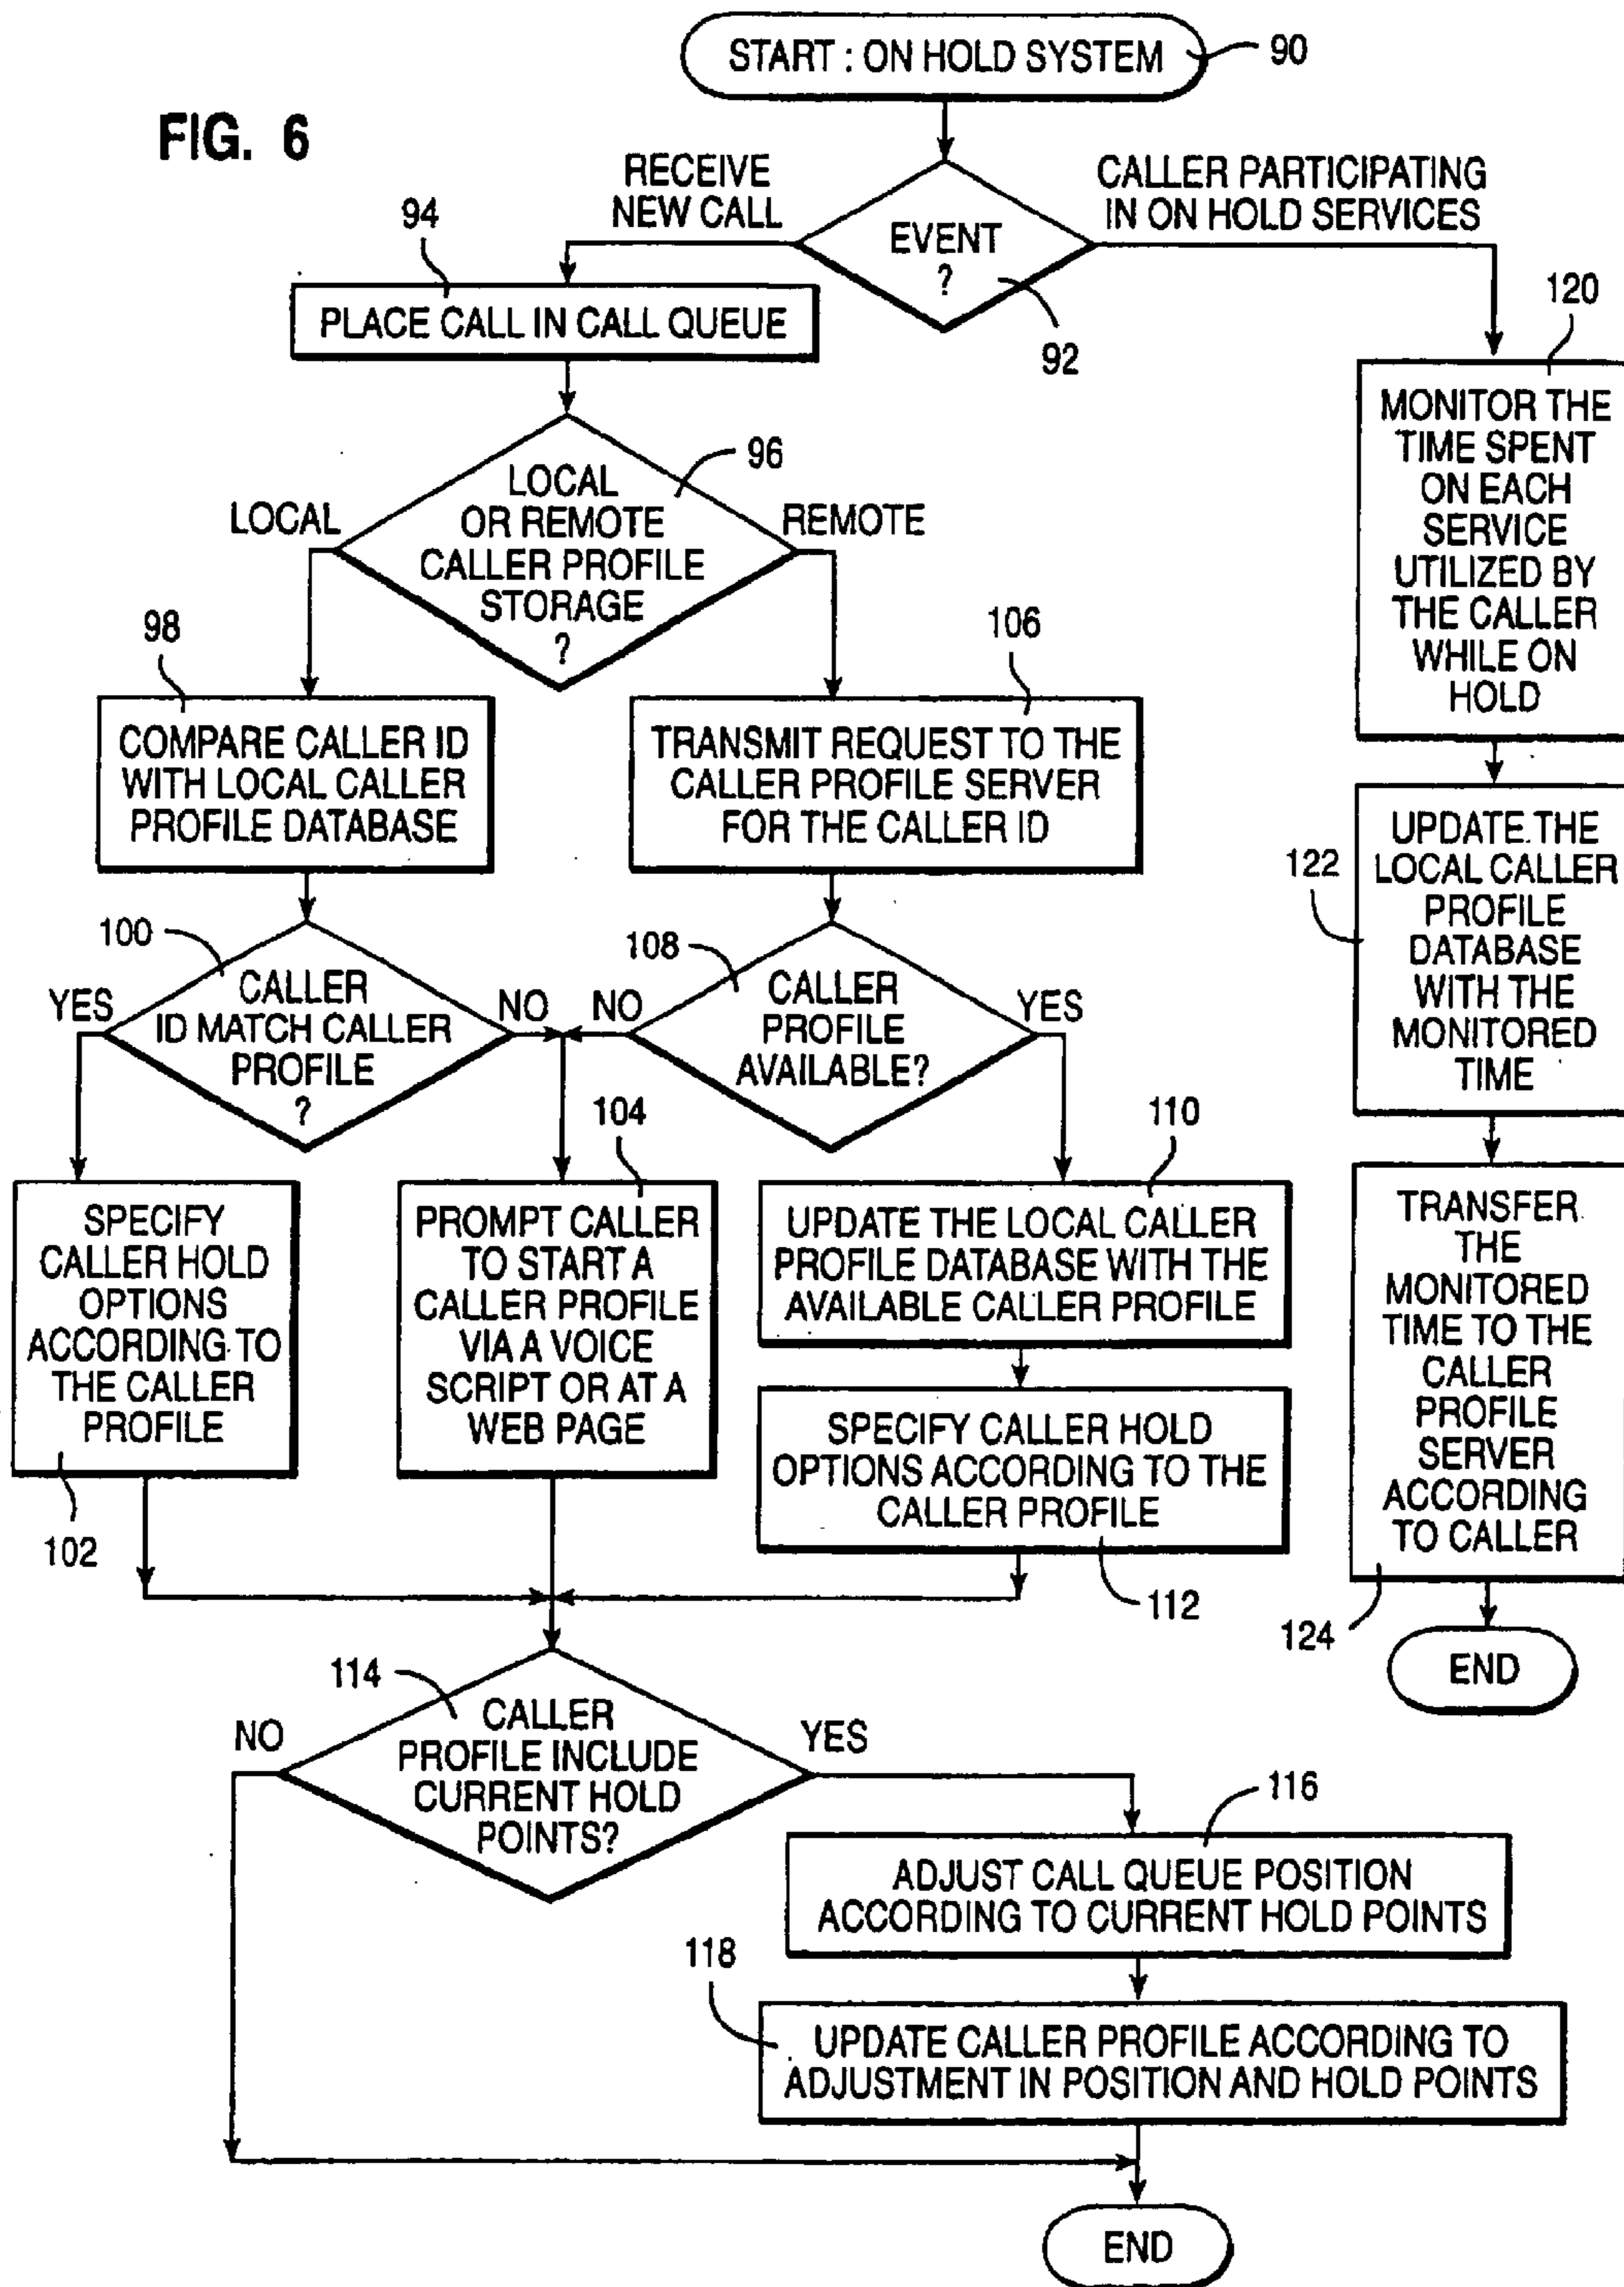 START : ON HOLD SYSTEM
90
FIG. 6
RECEIVE
NEW CALL
CALLER PARTICIPATING
IN ON HOLD SERVICES
EVENT
?
92
94
PLACE CALL IN CALL QUEUE
120
MONITOR THE
TIME SPENT
ON EACH
SERVICE
UTILIZED BY
THE CALLER
WHILE ON
HOLD
96
LOCAL
OR REMOTE
CALLER PROFILE
STORAGE
?
LOCAL
REMOTE
98
COMPARE CALLER ID
WITH LOCAL CALLER
PROFILE DATABASE
106
TRANSMIT REQUEST TO THE
CALLER PROFILE SERVER
FOR THE CALLER ID
122
UPDATE THE
LOCAL CALLER
PROFILE
DATABASE
WITH THE
MONITORED
TIME
100
YES
CALLER
ID MATCH CALLER
PROFILE
?
NO
108
NO
CALLER
PROFILE
AVAILABLE?
YES
SPECIFY
CALLER HOLD
OPTIONS
ACCORDING TO
THE CALLER
PROFILE
102
104
PROMPT CALLER
TO START A
CALLER PROFILE
VIA A VOICE
SCRIPT OR AT A
WEB PAGE
110
UPDATE THE LOCAL CALLER
PROFILE DATABASE WITH THE
AVAILABLE CALLER PROFILE
SPECIFY CALLER HOLD
OPTIONS ACCORDING TO THE
CALLER PROFILE
112
TRANSFER
THE
MONITORED
TIME TO THE
CALLER
PROFILE
SERVER
ACCORDING
TO CALLER
124
END
114
NO
CALLER
PROFILE INCLUDE
CURRENT HOLD
POINTS?
YES
116
ADJUST CALL QUEUE POSITION
ACCORDING TO CURRENT HOLD POINTS
118
UPDATE CALLER PROFILE ACCORDING TO
ADJUSTMENT IN POSITION AND HOLD POINTS
END